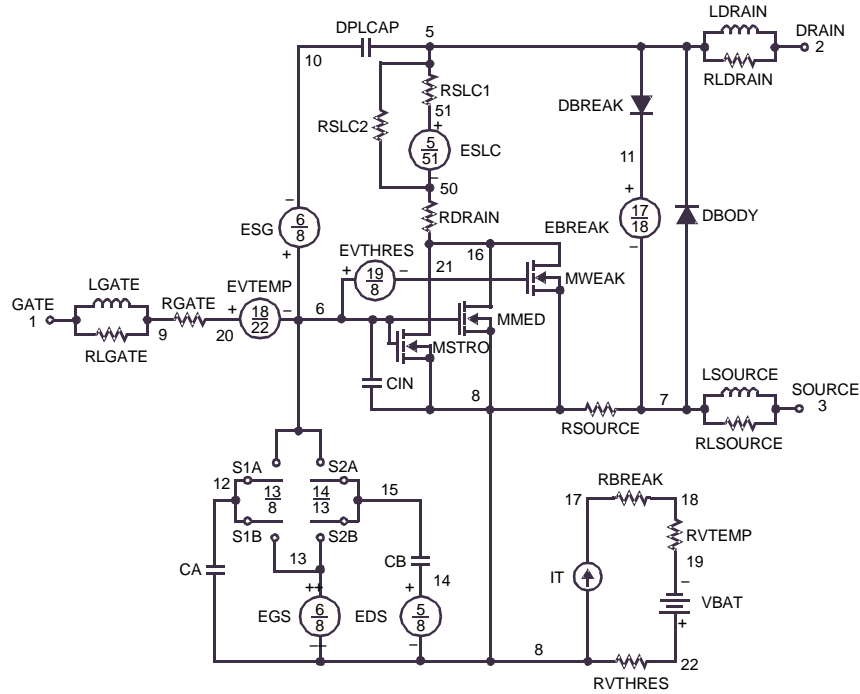 LDRAIN
DPLCAP
5
DRAIN
2
10
RLDRAIN
RSLC1
51
+
RSLC2
5
51
ESLC
DBREAK
−
50
11
−
6
8
ESG
+
RDRAIN
+
17
18
EBREAK
−
DBODY
EVTHRES
16
+
19
8
−
21
MWEAK
LGATE
EVTEMP
GATE
1
RGATE
+
18
22
−
6
MMED
9
20
RLGATE
MSTRO
CIN
8
7
LSOURCE
SOURCE
3
RSOURCE
RLSOURCE
S1A
S2A
12
13
8
14
13
15
RBREAK
17
18
S1B
S2B
RVTEMP
13
CB
19
CA
14
IT
−
VBAT
++
+
EGS
6
8
EDS
5
8
+
−
−
8
22
RVTHRES